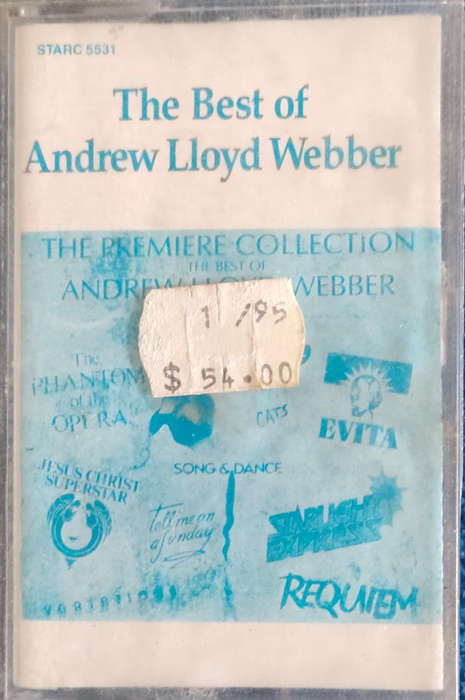 STARC 5531
The Best of
Andrew Lloyd Webber
THE PREMIERE COLLECTiON
THE BEST OF
ANDREW WEBBER
1 /95
$ 54.00
The
PHANTOM
of the
OPERA
CATS
EVITA
JESUS CHRIST
SUPERSTAR
SONG & DANCE
tell me on
a sunday
STARLIGHT
EXPRESS
VARIATIONS
REQUIEM